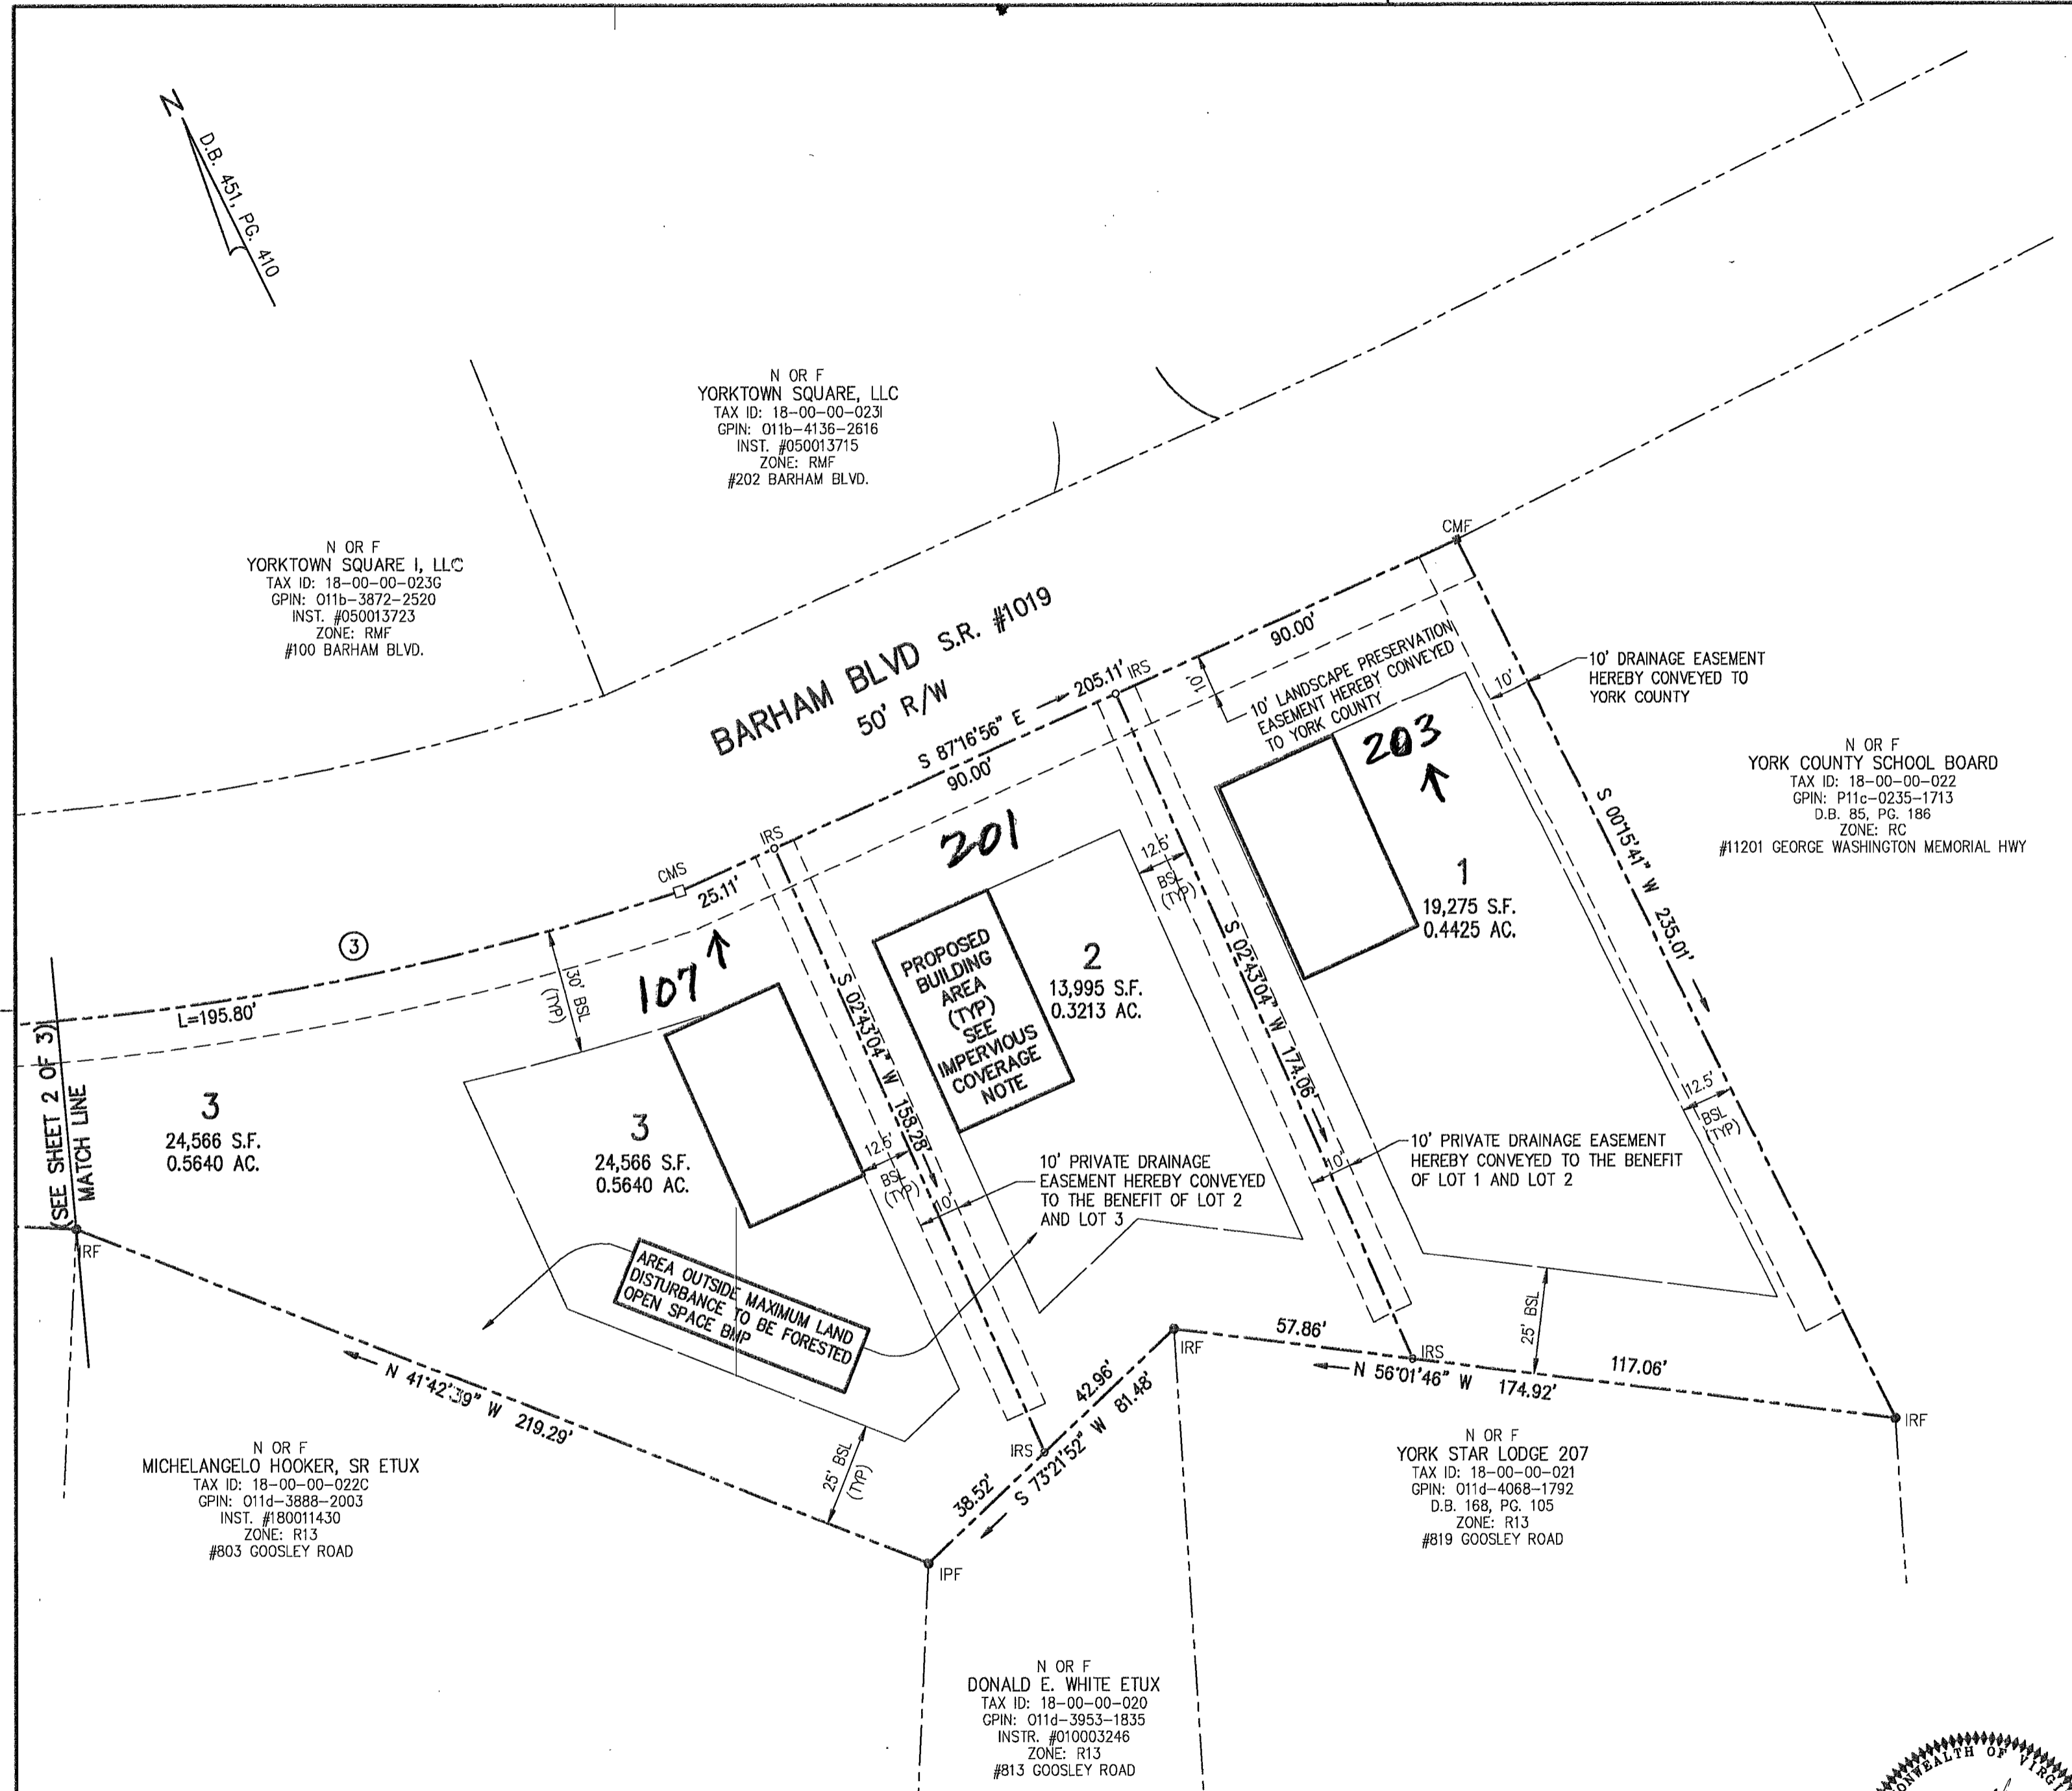 N
D.B. 451, PG. 410
N OR F
YORKTOWN SQUARE, LLC
TAX ID: 18-00-00-023I
GPIN: O11b-4136-2616
INST. #050013715
ZONE: RMF
#202 BARHAM BLVD.
N OR F
YORKTOWN SQUARE I, LLC
TAX ID: 18-00-00-023G
GPIN: O11b-3872-2520
INST. #050013723
ZONE: RMF
#100 BARHAM BLVD.
BARHAM BLVD S.R. #1019
50' R/W
S 87°16'56" E
205.11'
IRS
90.00'
90.00'
CMF
10'
10' LANDSCAPE PRESERVATION
EASEMENT HEREBY CONVEYED
TO YORK COUNTY
10'
10' DRAINAGE EASEMENT
HEREBY CONVEYED TO
YORK COUNTY
N OR F
YORK COUNTY SCHOOL BOARD
TAX ID: 18-00-00-022
GPIN: P11c-0235-1713
D.B. 85, PG. 186
ZONE: RC
#11201 GEORGE WASHINGTON MEMORIAL HWY
203
1
19,275 S.F.
0.4425 AC.
S 00°15'41" W 235.01'
12.5'
BSL
(TYP)
201
IRS
CMS
25.11'
12.5'
BSL
(TYP)
PROPOSED
BUILDING
AREA
(TYP)
SEE
IMPERVIOUS
COVERAGE
NOTE
2
13,995 S.F.
0.3213 AC.
S 02°43'04" W 174.06'
10'
10' PRIVATE DRAINAGE EASEMENT
HEREBY CONVEYED TO THE BENEFIT
OF LOT 1 AND LOT 2
3
L=195.80'
30' BSL
(TYP)
107
S 02°43'04" W 158.28'
12.5'
BSL
(TYP)
10'
10' PRIVATE DRAINAGE
EASEMENT HEREBY CONVEYED
TO THE BENEFIT OF LOT 2
AND LOT 3
(SEE SHEET 2 OF 3)
MATCH LINE
3
24,566 S.F.
0.5640 AC.
3
24,566 S.F.
0.5640 AC.
AREA OUTSIDE MAXIMUM LAND
DISTURBANCE TO BE FORESTED
OPEN SPACE BMP
IRF
N 41°42'39" W 219.29'
25' BSL
(TYP)
IRS
42.96'
S 73°21'52" W 81.48'
38.52'
IPF
IRF
57.86'
IRS
N 56°01'46" W 174.92'
25' BSL
117.06'
IRF
N OR F
MICHELANGELO HOOKER, SR ETUX
TAX ID: 18-00-00-022C
GPIN: O11d-3888-2003
INST. #180011430
ZONE: R13
#803 GOOSLEY ROAD
N OR F
YORK STAR LODGE 207
TAX ID: 18-00-00-021
GPIN: O11d-4068-1792
D.B. 168, PG. 105
ZONE: R13
#819 GOOSLEY ROAD
N OR F
DONALD E. WHITE ETUX
TAX ID: 18-00-00-020
GPIN: O11d-3953-1835
INSTR. #010003246
ZONE: R13
#813 GOOSLEY ROAD
OF